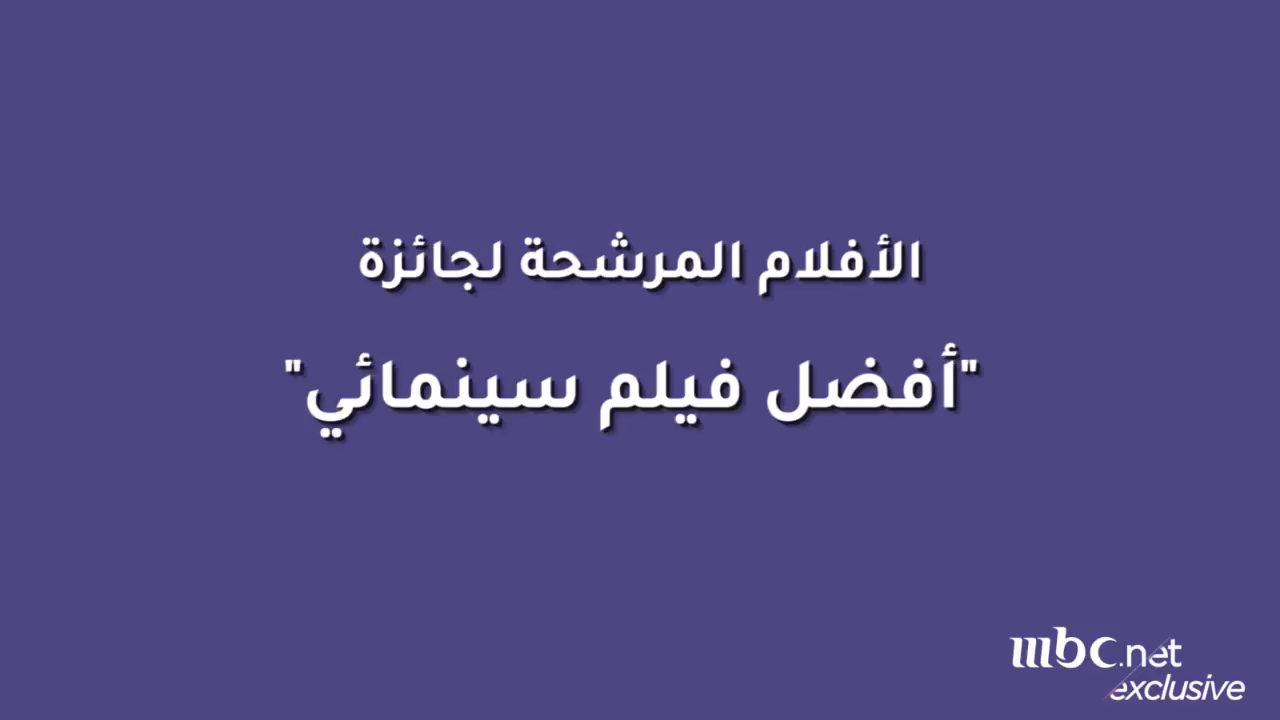 الأفلام المرشحة لجائزة
"أفضل فيلم سينمائي"
mbc.net
exclusive